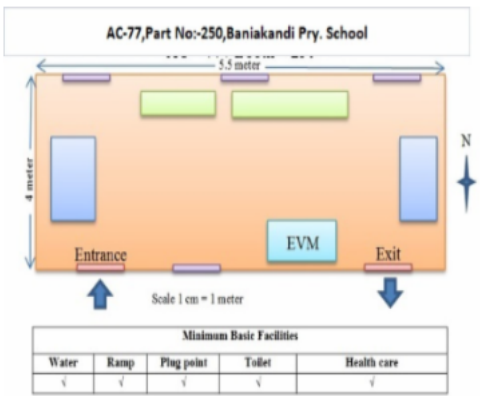 AC-77,Part No:-250,Baniakandi Pry. School
5.5 meter
4 meter
N
EVM
Entrance
Exit
Scale 1 cm = 1 meter
Minimum Basic Facilities
Water Ramp Plug point Toilet Health care
√ √ √ √ √